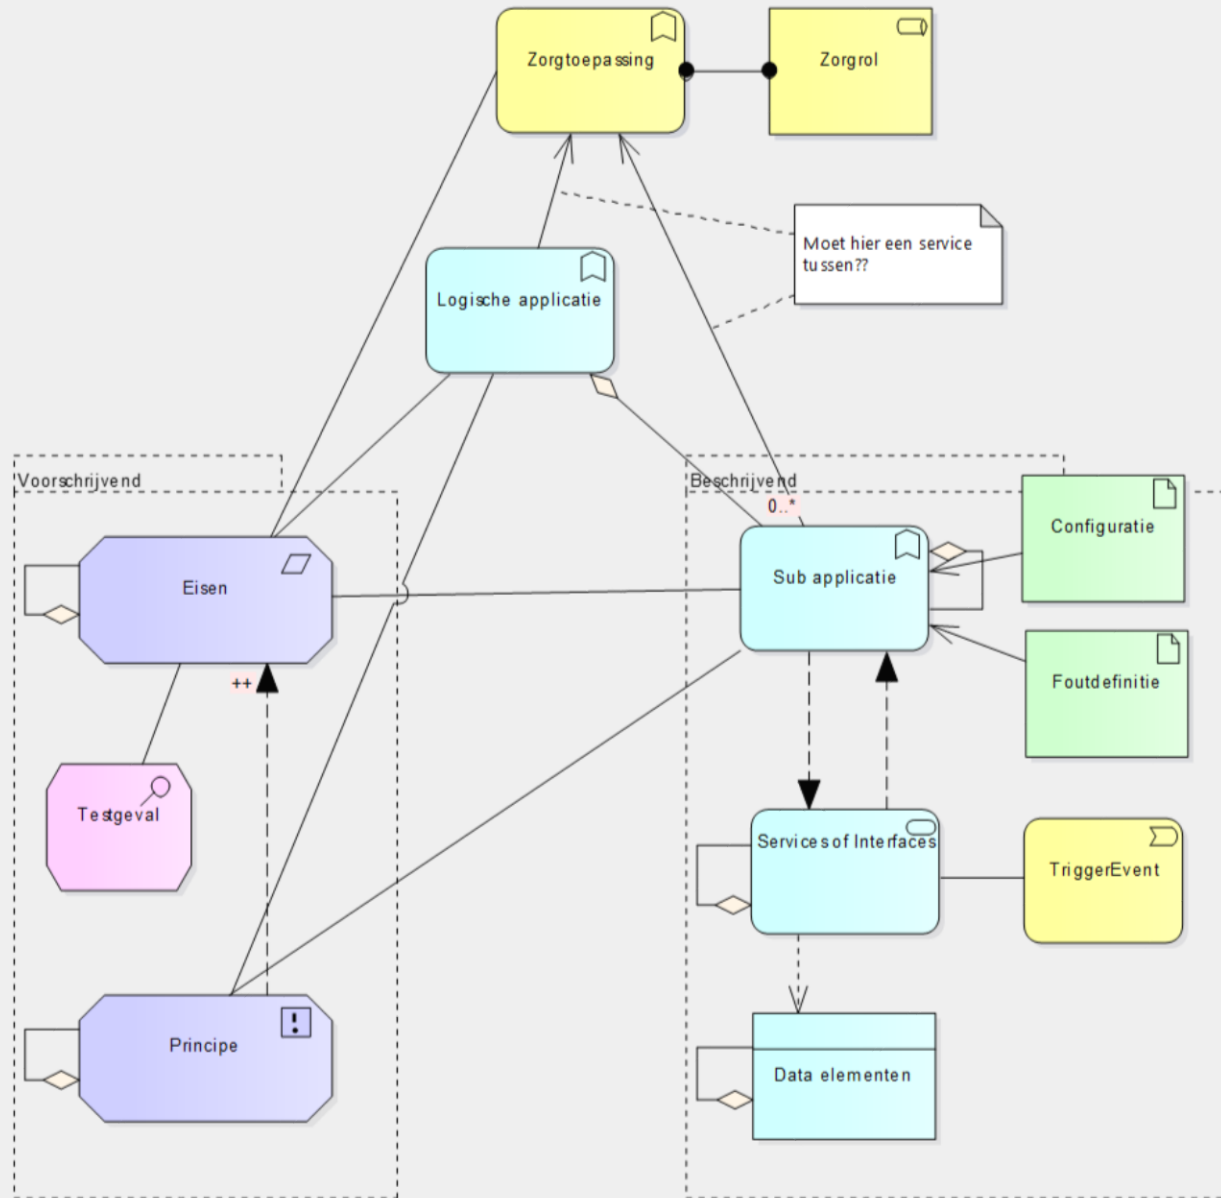 Zorgtoepassing
Zorgrol
Moet hier een service
tussen??
Logische applicatie
Voorschrijvend
Beschrijvend
0..*
Configuratie
Eisen
Sub applicatie
++
Foutdefinitie
Testgeval
Services of Interfaces
TriggerEvent
Principe
!
Data elementen